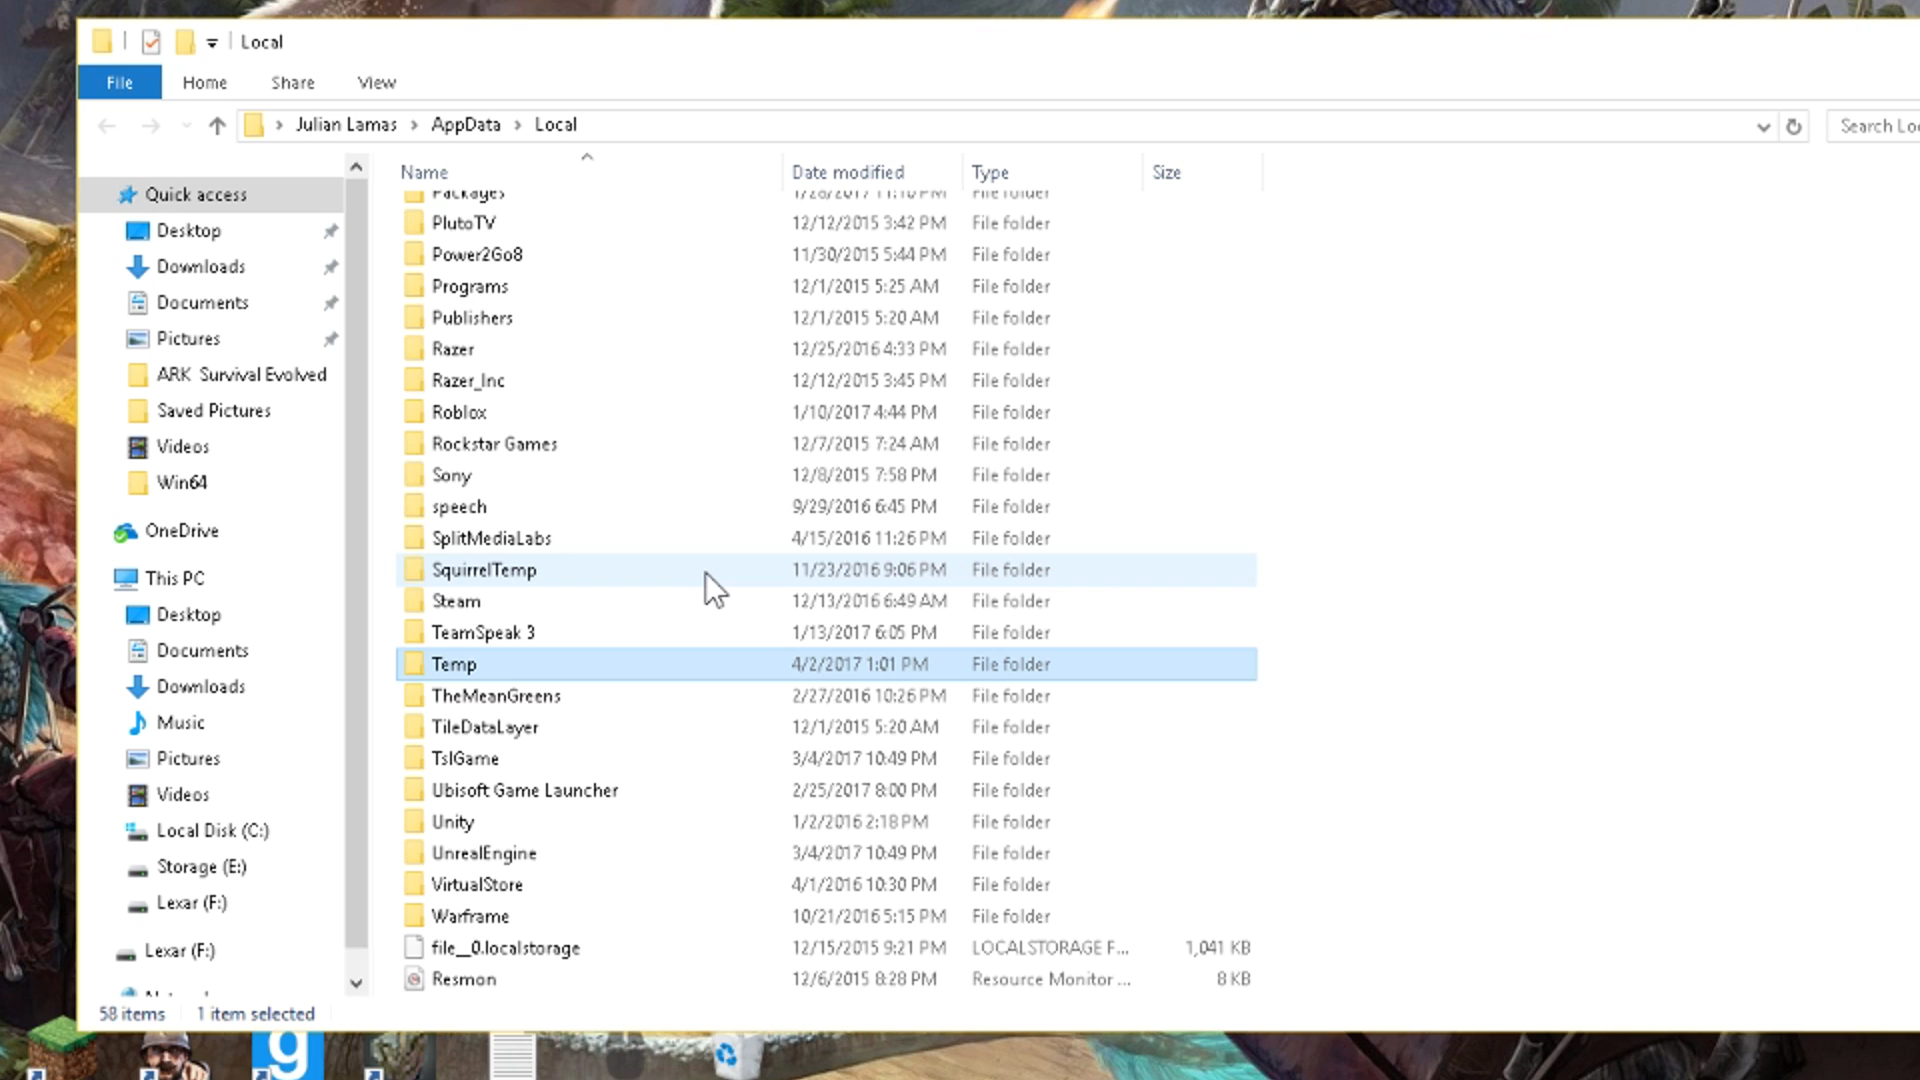 Local
File Home Share View
Julian Lamas > AppData > Local
Search Loc
Name Date modified Type Size
Quick access
Desktop
Downloads
Documents
Pictures
ARK Survival Evolved
Saved Pictures
Videos
Win64
OneDrive
This PC
Desktop
Documents
Downloads
Music
Pictures
Videos
Local Disk (C:)
Storage (E:)
Lexar (F:)
Lexar (F:)
Packages 1/28/2017 11:10 PM File folder
PlutoTV 12/12/2015 3:42 PM File folder
Power2Go8 11/30/2015 5:44 PM File folder
Programs 12/1/2015 5:25 AM File folder
Publishers 12/1/2015 5:20 AM File folder
Razer 12/25/2016 4:33 PM File folder
Razer_Inc 12/12/2015 3:45 PM File folder
Roblox 1/10/2017 4:44 PM File folder
Rockstar Games 12/7/2015 7:24 AM File folder
Sony 12/8/2015 7:58 PM File folder
speech 9/29/2016 6:45 PM File folder
SplitMediaLabs 4/15/2016 11:26 PM File folder
SquirrelTemp 11/23/2016 9:06 PM File folder
Steam 12/13/2016 6:49 AM File folder
TeamSpeak 3 1/13/2017 6:05 PM File folder
Temp 4/2/2017 1:01 PM File folder
TheMeanGreens 2/27/2016 10:26 PM File folder
TileDataLayer 12/1/2015 5:20 AM File folder
TslGame 3/4/2017 10:49 PM File folder
Ubisoft Game Launcher 2/25/2017 8:00 PM File folder
Unity 1/2/2016 2:18 PM File folder
UnrealEngine 3/4/2017 10:49 PM File folder
VirtualStore 4/1/2016 10:30 PM File folder
Warframe 10/21/2016 5:15 PM File folder
file__0.localstorage 12/15/2015 9:21 PM LOCALSTORAGE F... 1,041 KB
Resmon 12/6/2015 8:28 PM Resource Monitor ... 8 KB
58 items 1 item selected
g